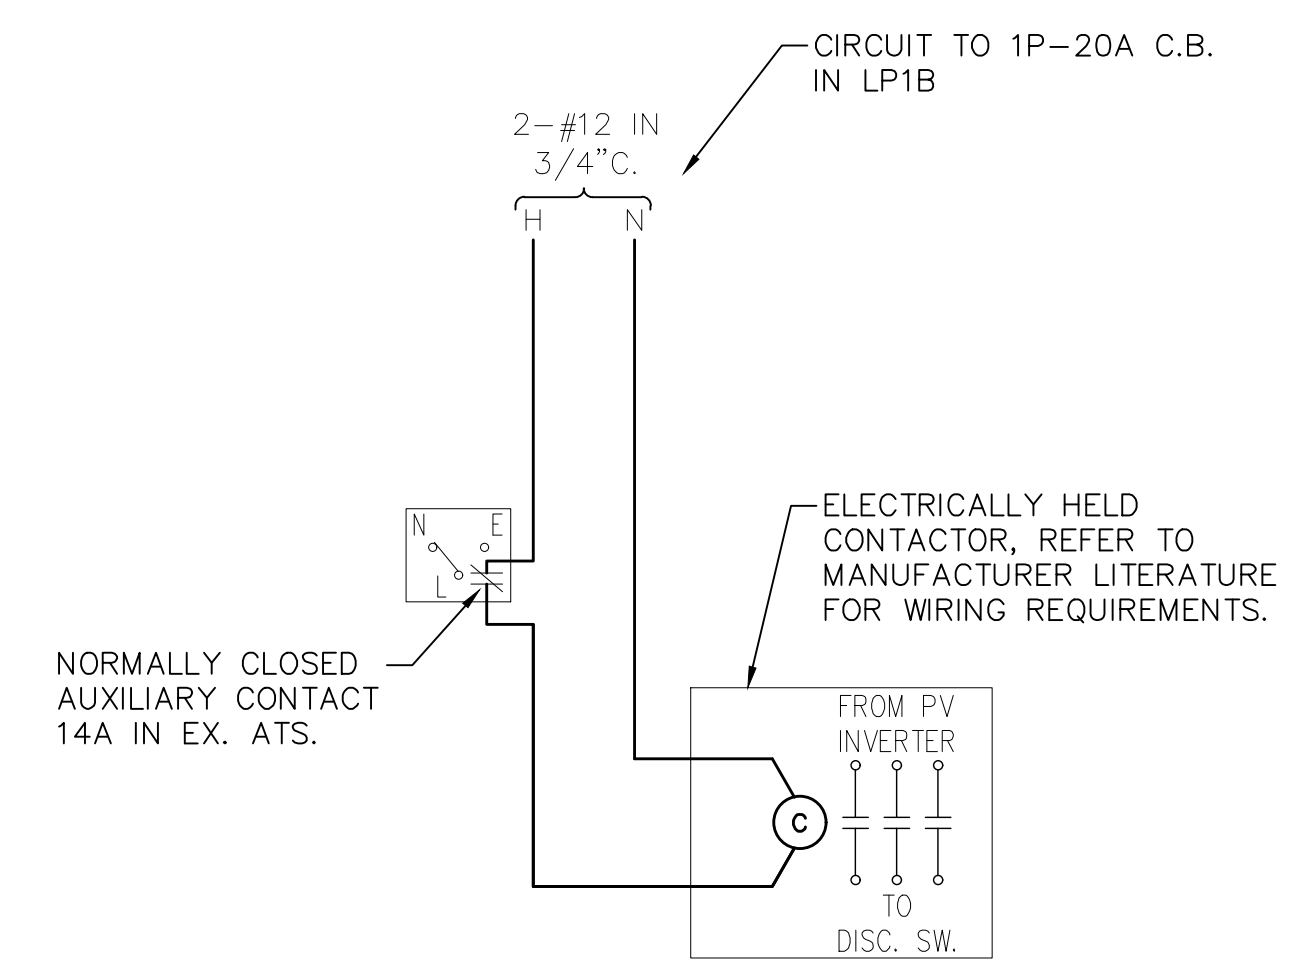 CIRCUIT TO 1P-20A C.B.
IN LP1B
2-#12 IN
3/4"C.
H N
N E
L
ELECTRICALLY HELD
CONTACTOR, REFER TO
MANUFACTURER LITERATURE
FOR WIRING REQUIREMENTS.
NORMALLY CLOSED
AUXILIARY CONTACT
14A IN EX. ATS.
FROM PV
INVERTER
C
TO
DISC. SW.